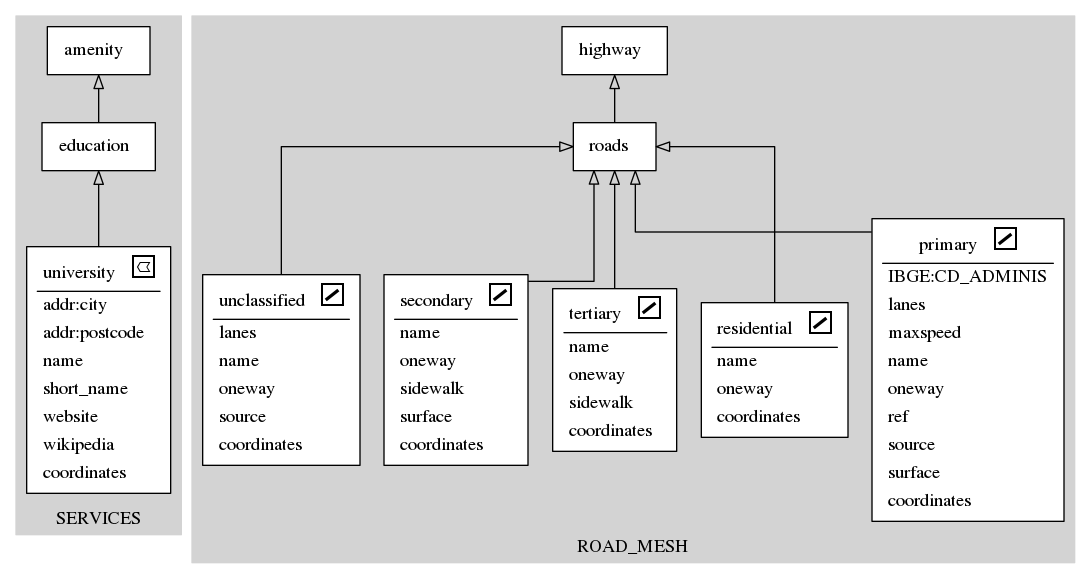 amenity
education
university
addr:city
addr:postcode
name
short_name
website
wikipedia
coordinates
SERVICES
highway
roads
unclassified
lanes
name
oneway
source
coordinates
secondary
name
oneway
sidewalk
surface
coordinates
tertiary
name
oneway
sidewalk
coordinates
residential
name
oneway
coordinates
primary
IBGE:CD_ADMINIS
lanes
maxspeed
name
oneway
ref
source
surface
coordinates
ROAD_MESH